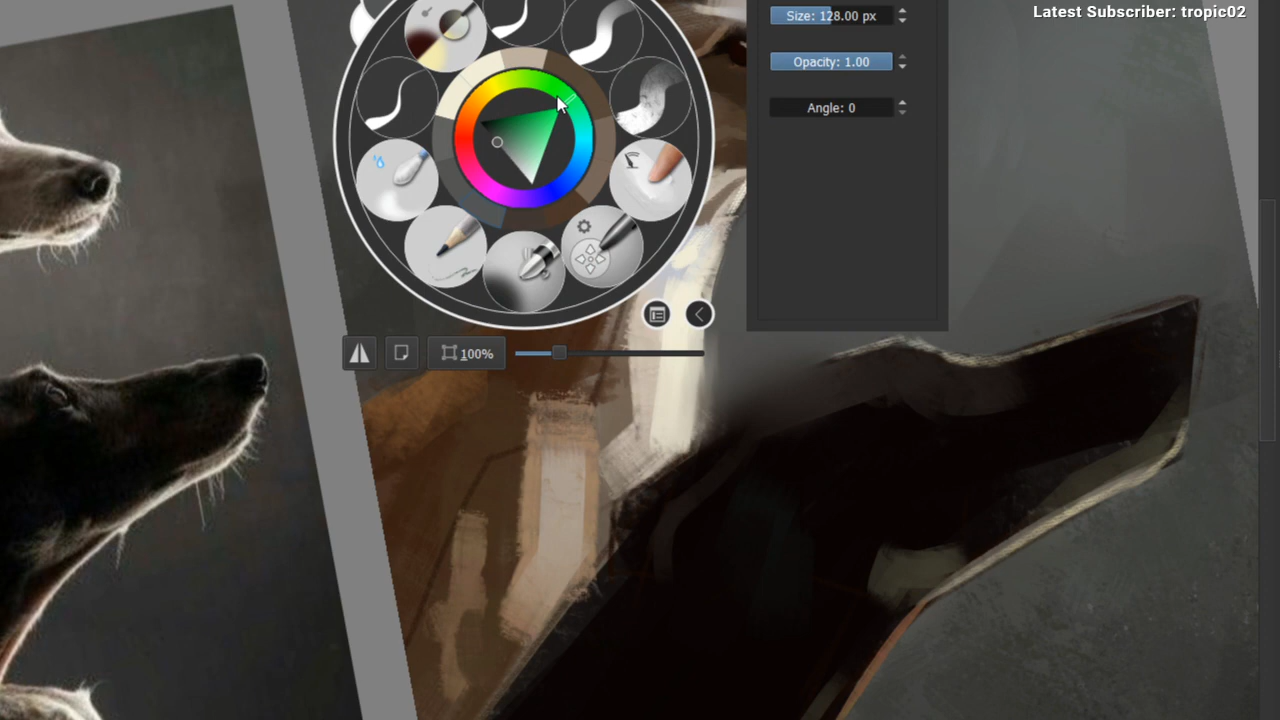 Latest Subscriber: tropic02
Size: 128.00 px
Opacity: 1.00
Angle: 0
100%